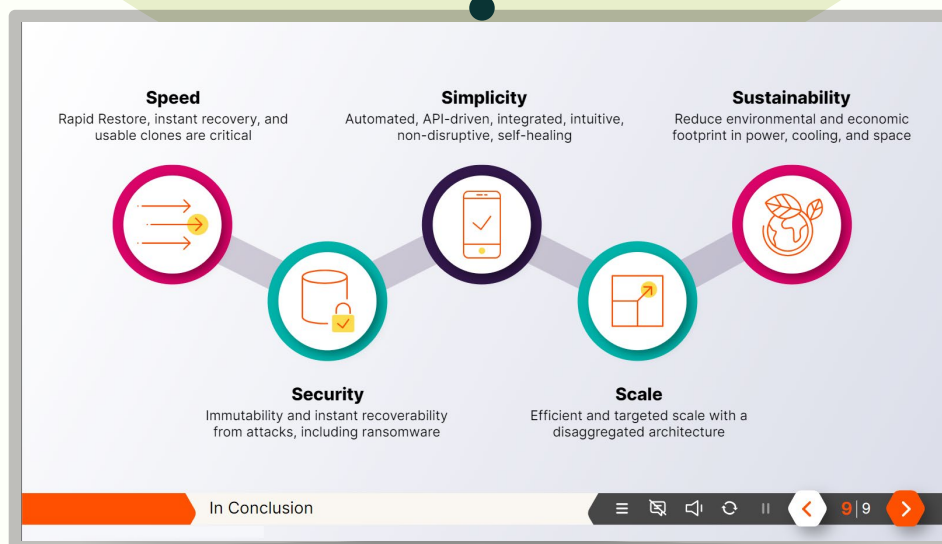 Speed
Rapid Restore, instant recovery, and
usable clones are critical
Simplicity
Automated, API-driven, integrated, intuitive,
non-disruptive, self-healing
Sustainability
Reduce environmental and economic
footprint in power, cooling, and space
Security
Immutability and instant recoverability
from attacks, including ransomware
Scale
Efficient and targeted scale with a
disaggregated architecture
In Conclusion
9|9